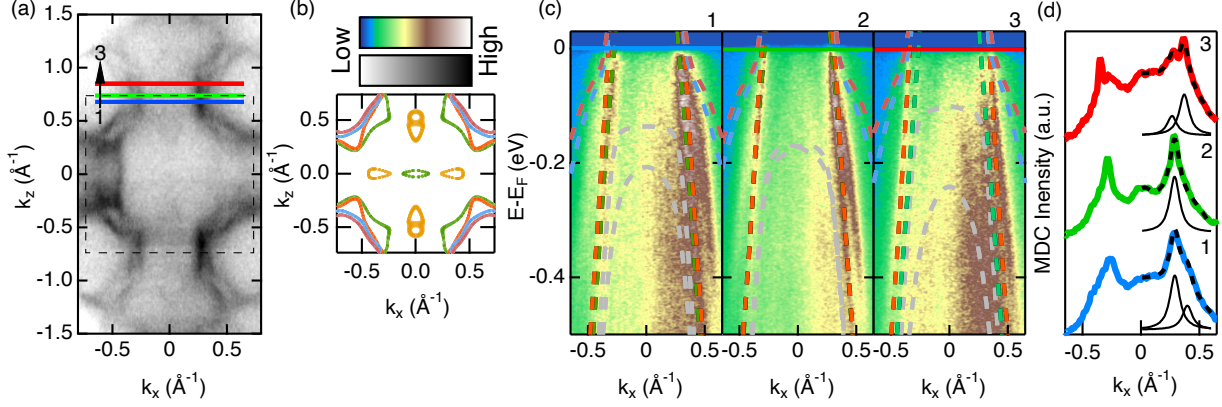 (a)
1.5
1.0
0.5
0.0
-0.5
-1.0
-1.5
k_z (Å⁻¹)
3
1
-0.5
0
0.5
k_x (Å⁻¹)
(b)
Low
High
0.5
0.0
-0.5
k_z (Å⁻¹)
-0.5
0.0
0.5
k_x (Å⁻¹)
(c)
1
2
3
0
-0.2
-0.4
E-E_F (eV)
-0.5
0
0.5
-0.5
0
0.5
-0.5
0
0.5
k_x (Å⁻¹)
k_x (Å⁻¹)
k_x (Å⁻¹)
(d)
3
2
1
MDC Inensity (a.u.)
-0.5
0
0.5
k_x (Å⁻¹)